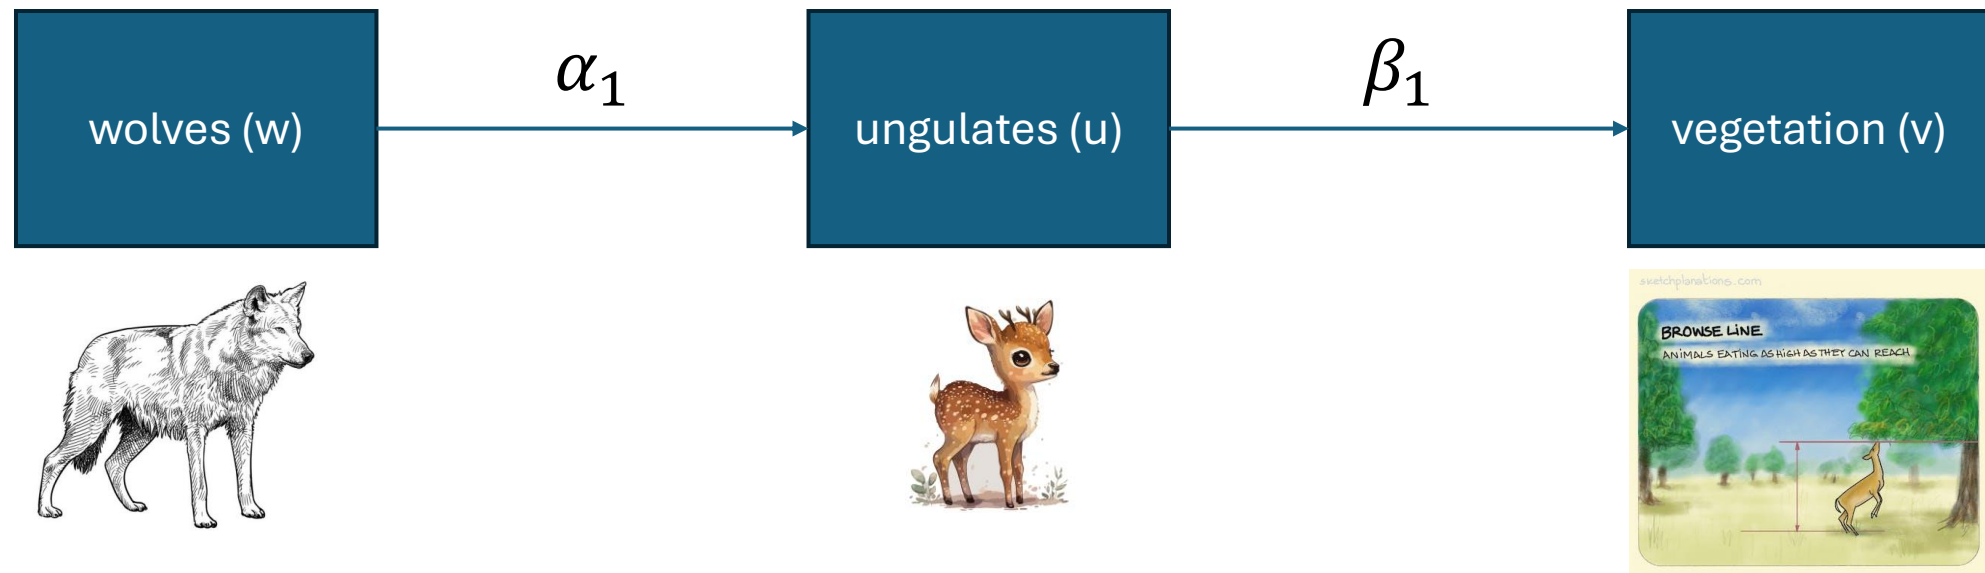 wolves (w)
α₁
ungulates (u)
β₁
vegetation (v)
sketchplanations.com
BROWSE LINE
ANIMALS EATING AS HIGH AS THEY CAN REACH